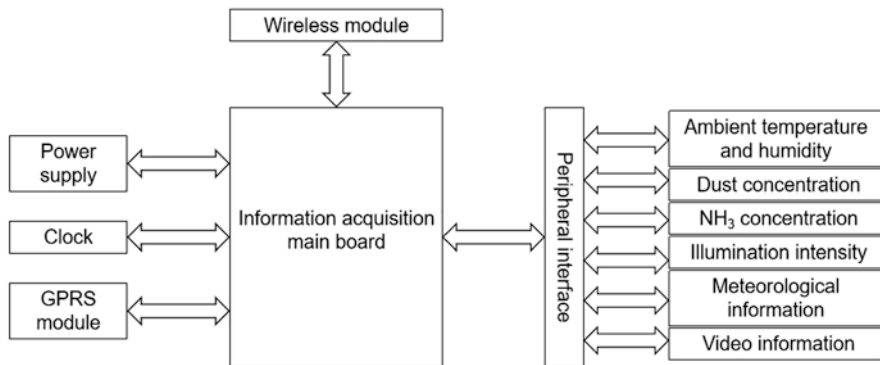 Wireless module
Power
supply
Clock
GPRS
module
Information acquisition
main board
Peripheral interface
Ambient temperature
and humidity
Dust concentration
NH₃ concentration
Illumination intensity
Meteorological
information
Video information